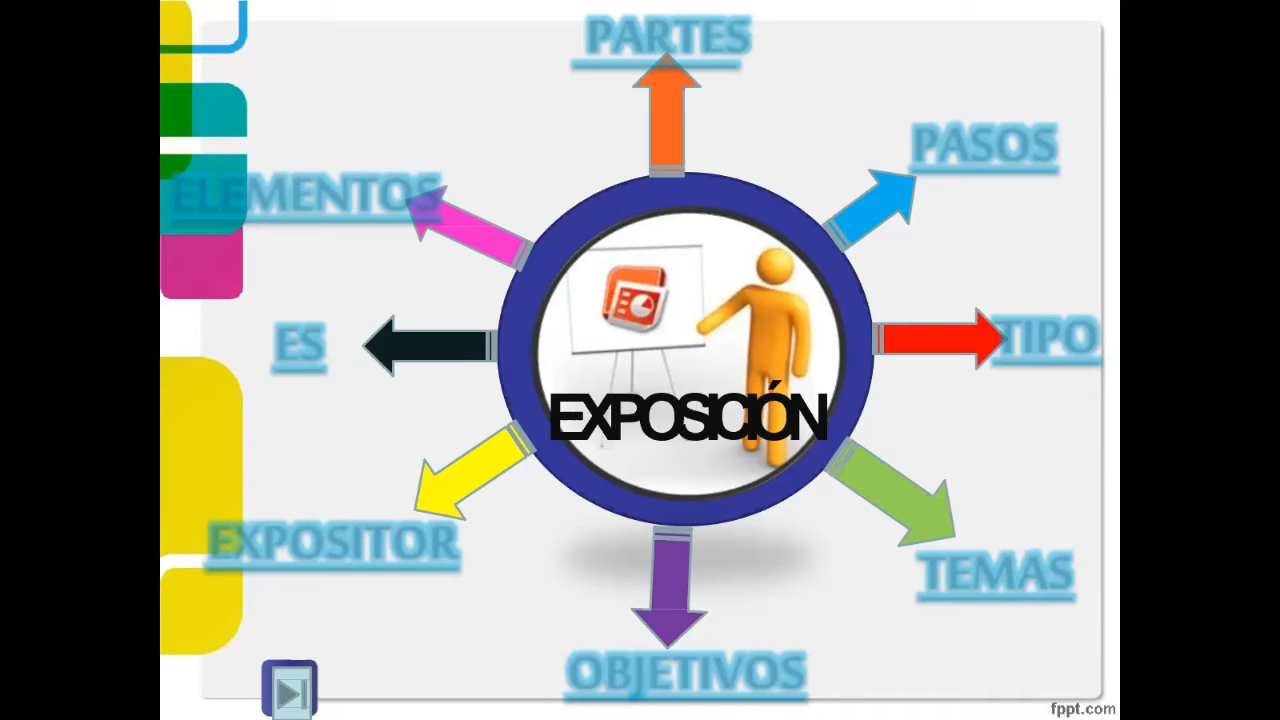 PARTES
PASOS
ELEMENTOS
ES
TIPO
EXPOSICIÓN
EXPOSITOR
TEMAS
OBJETIVOS
fppt.com